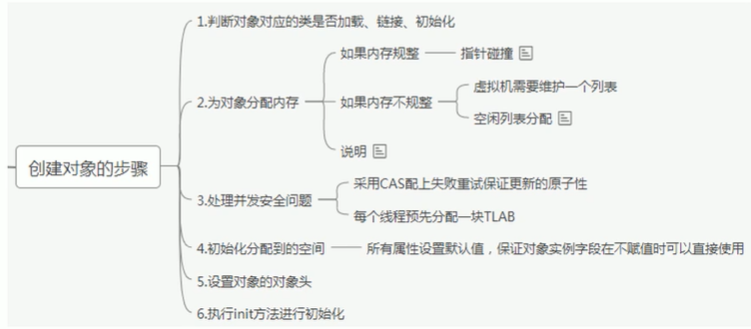 创建对象的步骤
1.判断对象对应的类是否加载、链接、初始化
2.为对象分配内存
如果内存规整
指针碰撞
如果内存不规整
虚拟机需要维护一个列表
空闲列表分配
说明
3.处理并发安全问题
采用CAS配上失败重试保证更新的原子性
每个线程预先分配一块TLAB
4.初始化分配到的空间
所有属性设置默认值，保证对象实例字段在不赋值时可以直接使用
5.设置对象的对象头
6.执行init方法进行初始化